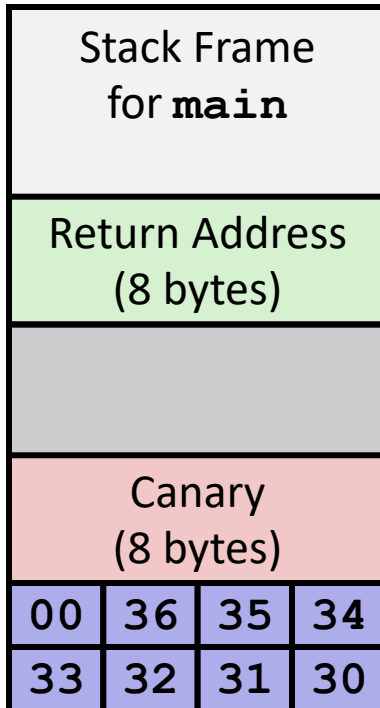 Stack Frame
for main
Return Address
(8 bytes)
Canary
(8 bytes)
00 36 35 34
33 32 31 30